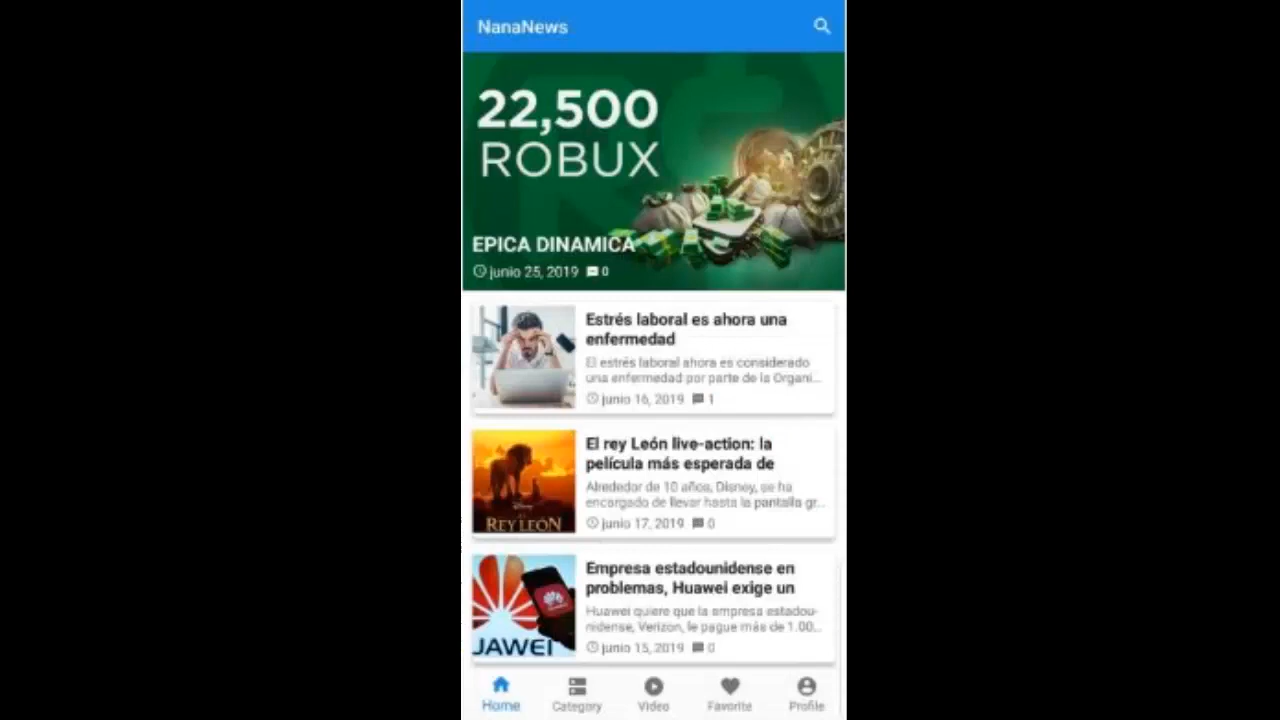 NanaNews
22,500
ROBUX
EPICA DINAMICA
junio 25, 2019 0
Estrés laboral es ahora una
enfermedad
El estrés laboral ahora es considerado
una enfermedad por parte de la Organi...
junio 16, 2019 1
El rey León live-action: la
película más esperada de
Alrededor de 10 años, Disney, se ha
encargado de llevar hasta la pantalla gr...
junio 17, 2019 0
Disney
REY LEÓN
Empresa estadounidense en
problemas, Huawei exige un
Huawei quiere que la empresa estadou-
nidense, Verizon, le pague más de 1.00...
junio 15, 2019 0
JAWEI
Home Category Video Favorite Profile